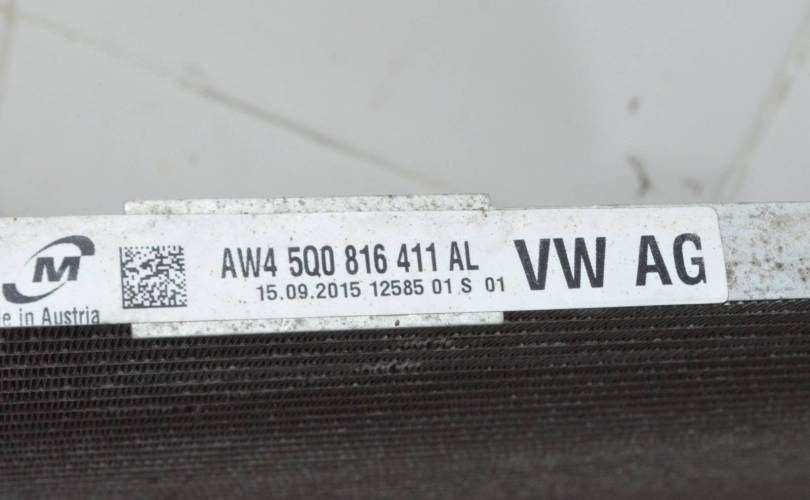 M
in Austria
AW4 5Q0 816 411 AL
15.09.2015 12585 01 S 01
VW AG